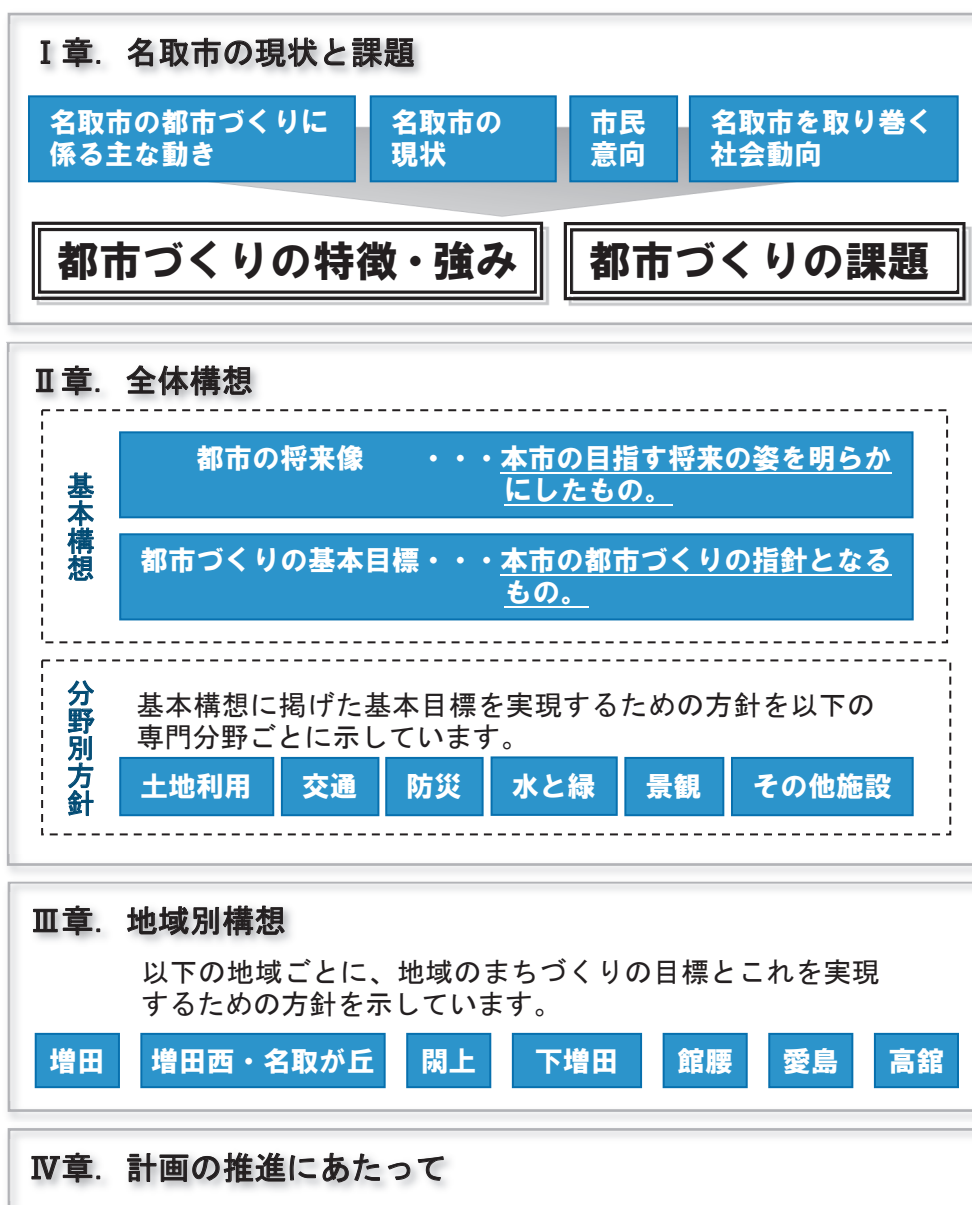 Ⅰ章. 名取市の現状と課題
名取市の都市づくりに
係る主な動き
名取市の
現状
市民
意向
名取市を取り巻く
社会動向
都市づくりの特徴・強み
都市づくりの課題
Ⅱ章. 全体構想
基本構想
都市の将来像 ・・・本市の目指す将来の姿を明らか
にしたもの。
都市づくりの基本目標・・・本市の都市づくりの指針となる
もの。
分野別方針
基本構想に掲げた基本目標を実現するための方針を以下の
専門分野ごとに示しています。
土地利用 交通 防災 水と緑 景観 その他施設
Ⅲ章. 地域別構想
以下の地域ごとに、地域のまちづくりの目標とこれを実現
するための方針を示しています。
増田 増田西・名取が丘 閖上 下増田 館腰 愛島 高舘
Ⅳ章. 計画の推進にあたって